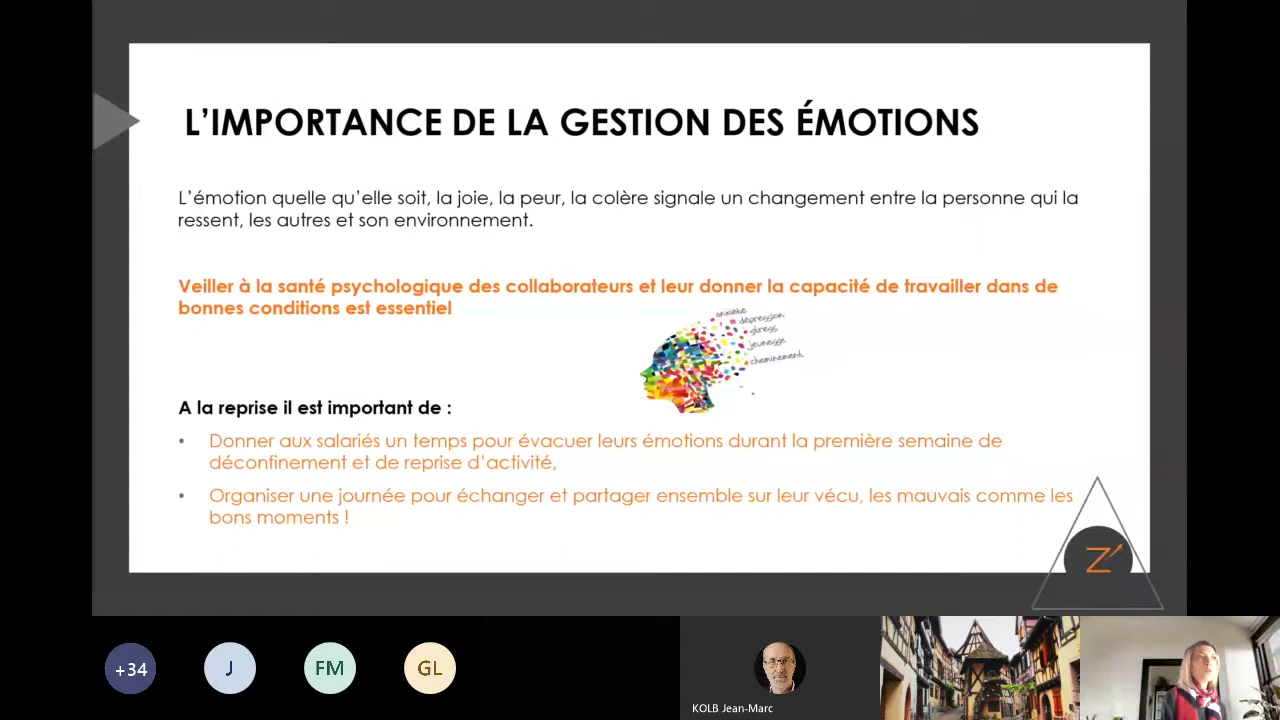 L’IMPORTANCE DE LA GESTION DES ÉMOTIONS
L’émotion quelle qu’elle soit, la joie, la peur, la colère signale un changement entre la personne qui la
ressent, les autres et son environnement.
Veiller à la santé psychologique des collaborateurs et leur donner la capacité de travailler dans de
bonnes conditions est essentiel
anxiété
dépression
stress
jeunesse
cheminement
A la reprise il est important de :
• Donner aux salariés un temps pour évacuer leurs émotions durant la première semaine de
déconfinement et de reprise d’activité,
• Organiser une journée pour échanger et partager ensemble sur leur vécu, les mauvais comme les
bons moments !
Z
+34
J
FM
GL
KOLB Jean-Marc